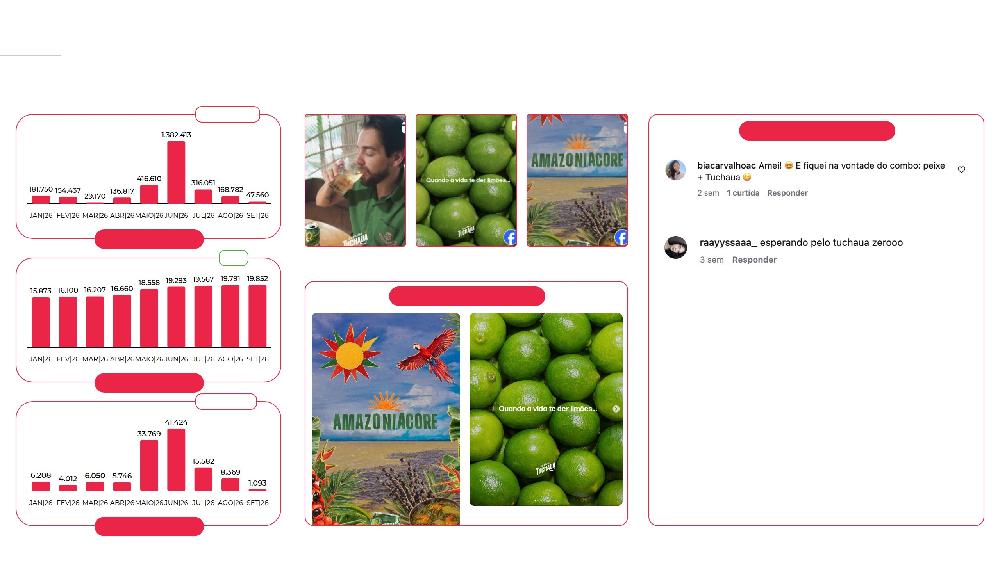 1.382.413
416.610
316.051
181.750 154.437 29.170 136.817 168.782 47.560
JAN|26 FEV|26 MAR|26 ABR|26 MAIO|26 JUN|26 JUL|26 AGO|26 SET|26
15.873 16.100 16.207 16.660 18.558 19.293 19.567 19.791 19.852
JAN|26 FEV|26 MAR|26 ABR|26 MAIO|26 JUN|26 JUL|26 AGO|26 SET|26
41.424
33.769
15.582
6.208 4.012 6.050 5.746 8.369 1.093
JAN|26 FEV|26 MAR|26 ABR|26 MAIO|26 JUN|26 JUL|26 AGO|26 SET|26
GUARANÁ
TUCHAUA
Quando a vida te der limões...
GUARANÁ
TUCHAUA
AMAZONIACORE
AMAZONIACORE
Quando a vida te der limões...
GUARANÁ
TUCHAUA
biacarvalhoac Amei! 😍 E fiquei na vontade do combo: peixe
+ Tuchaua 😋
2 sem 1 curtida Responder
raayyssaaa_ esperando pelo tuchaua zerooo
3 sem Responder